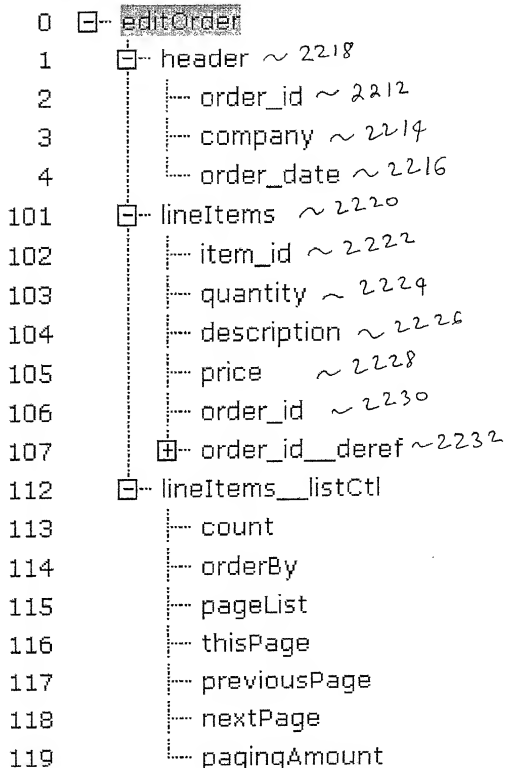 0 editOrder
1 header ~ 2218
2 order_id ~ 2212
3 company ~ 2214
4 order_date ~ 2216
101 lineItems ~ 2220
102 item_id ~ 2222
103 quantity ~ 2224
104 description ~ 2226
105 price ~ 2228
106 order_id ~ 2230
107 order_id__deref ~ 2232
112 lineItems__listCtl
113 count
114 orderBy
115 pageList
116 thisPage
117 previousPage
118 nextPage
119 pagingAmount